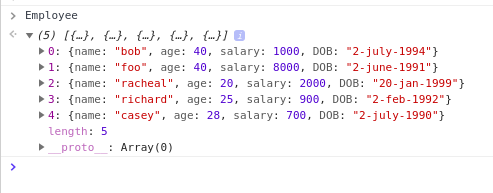 Employee
(5) [{…}, {…}, {…}, {…}, {…}] i
0: {name: "bob", age: 40, salary: 1000, DOB: "2-july-1994"}
1: {name: "foo", age: 40, salary: 8000, DOB: "2-june-1991"}
2: {name: "racheal", age: 20, salary: 2000, DOB: "20-jan-1999"}
3: {name: "richard", age: 25, salary: 900, DOB: "2-feb-1992"}
4: {name: "casey", age: 28, salary: 700, DOB: "2-july-1990"}
length: 5
__proto__: Array(0)